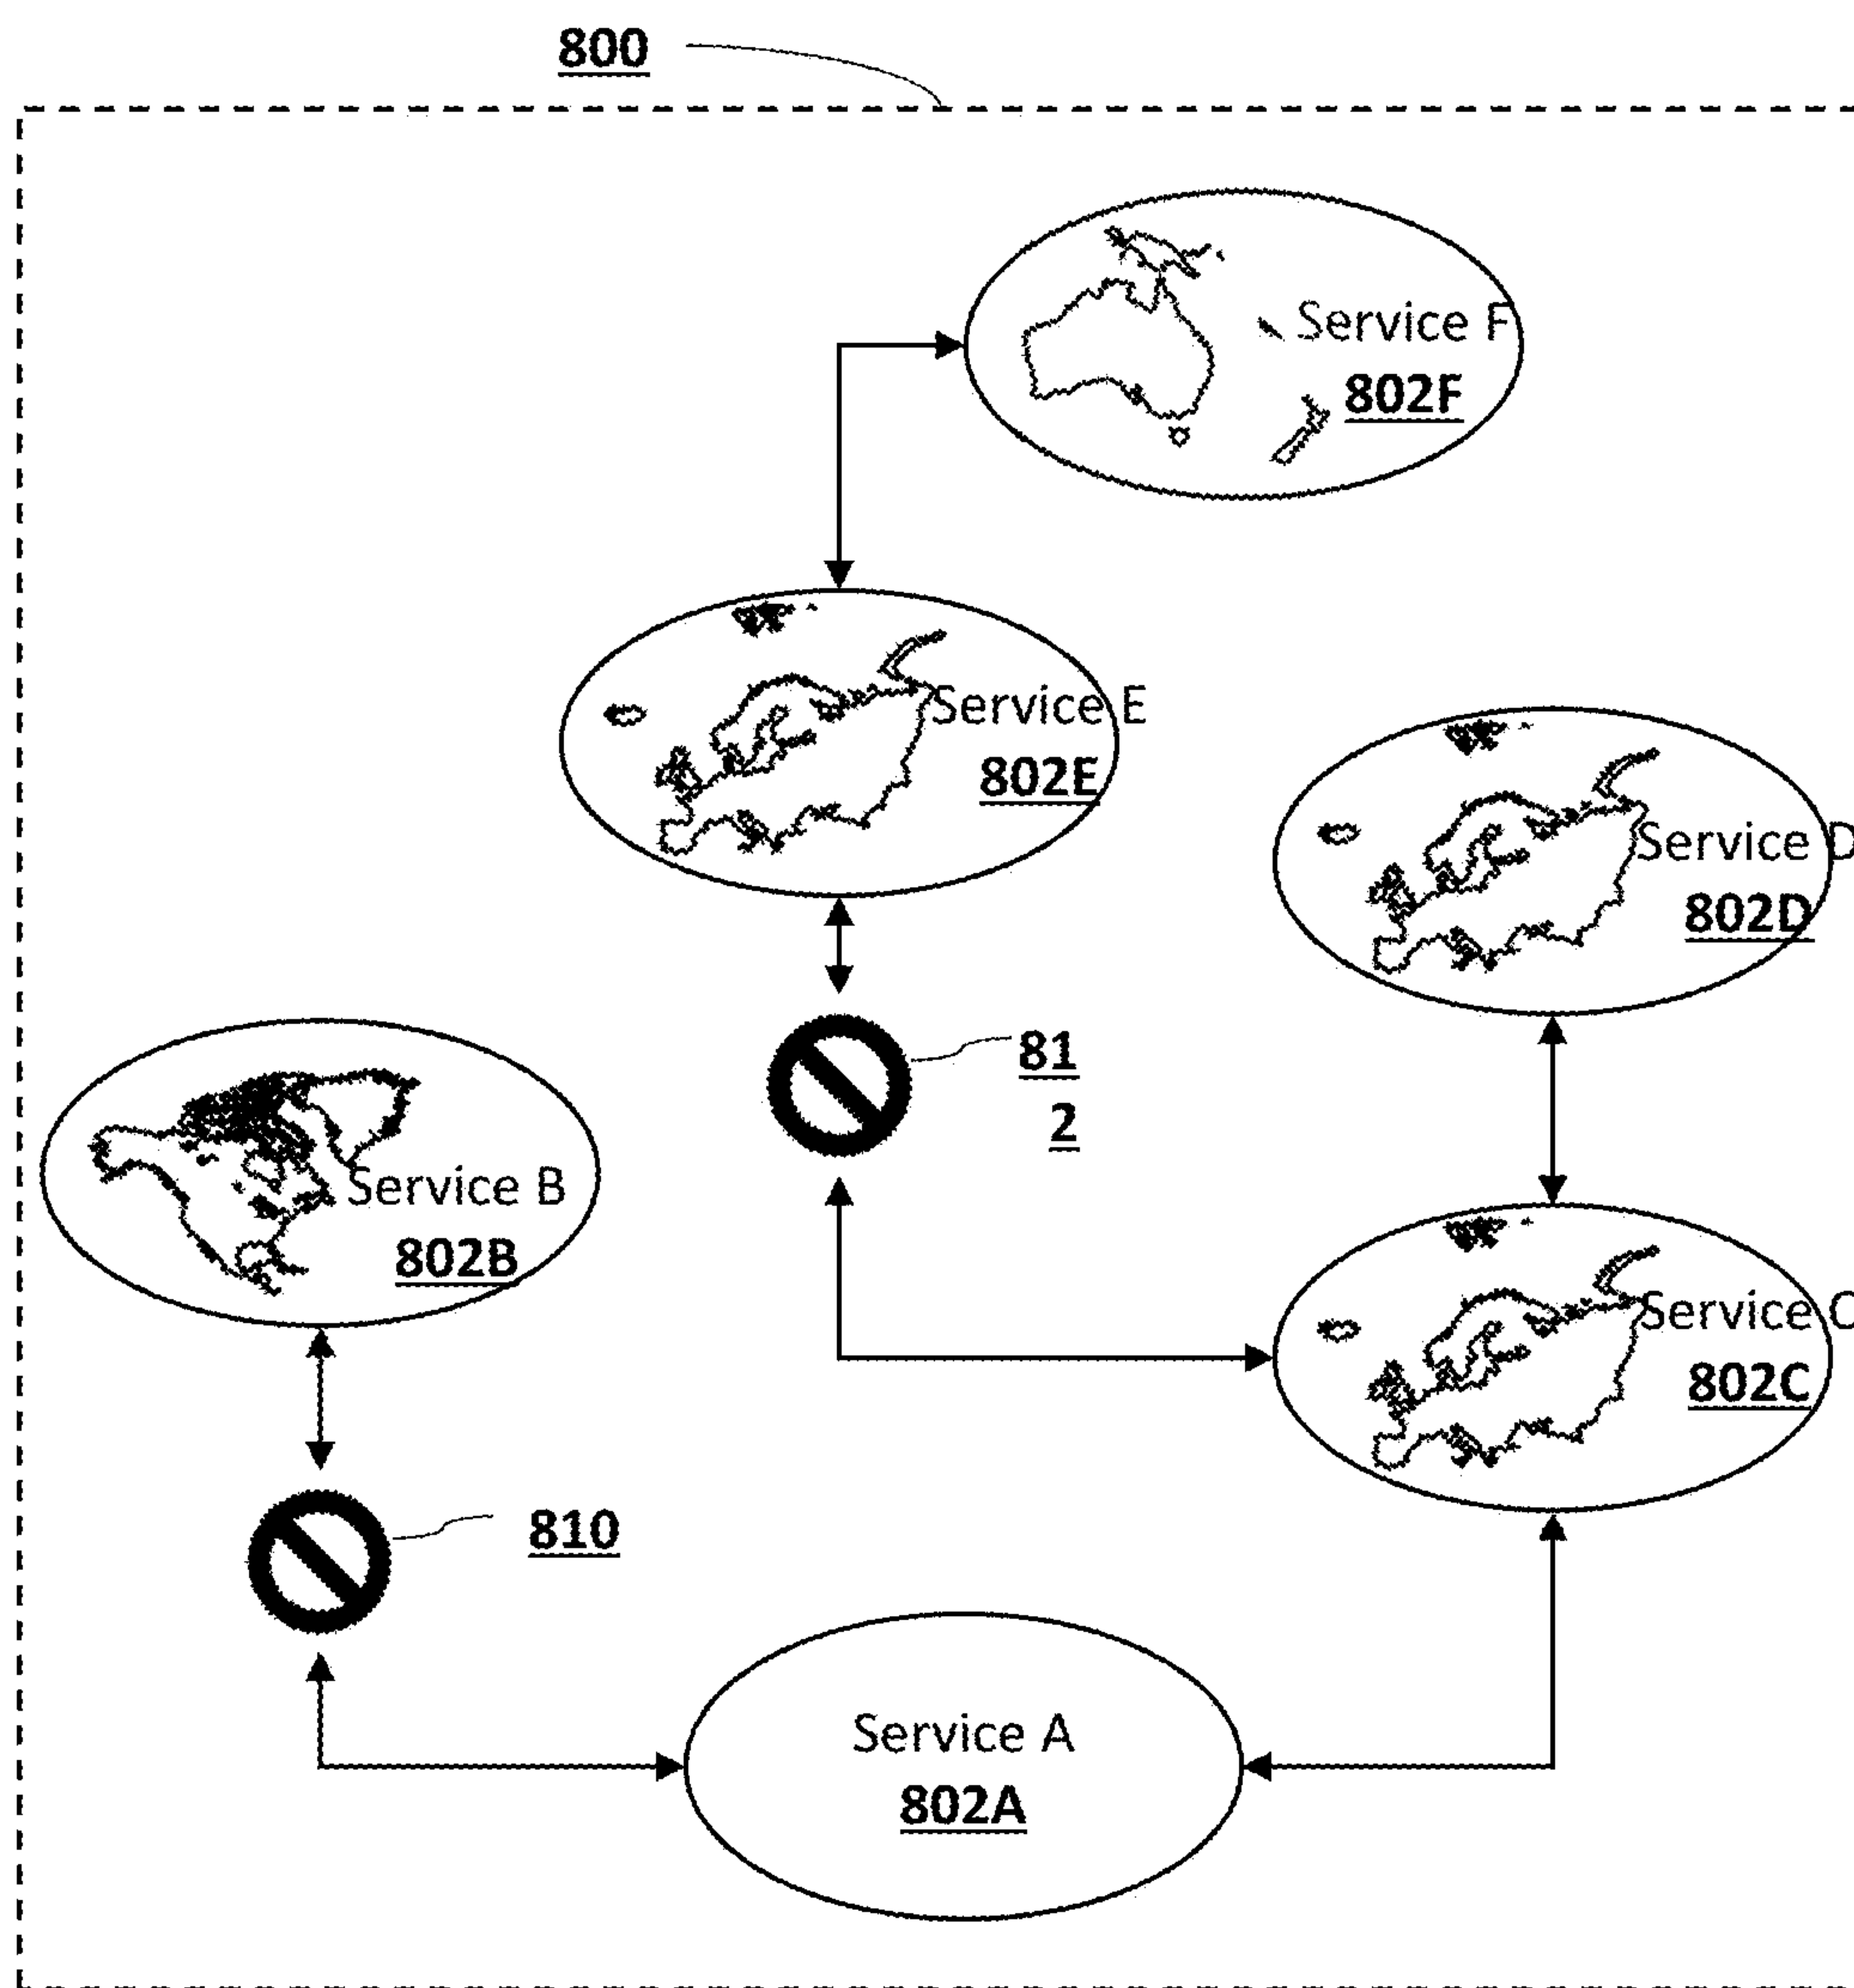 800
Service F
802F
Service E
802E
Service D
802D
81
2
Service B
802B
Service C
802C
810
Service A
802A